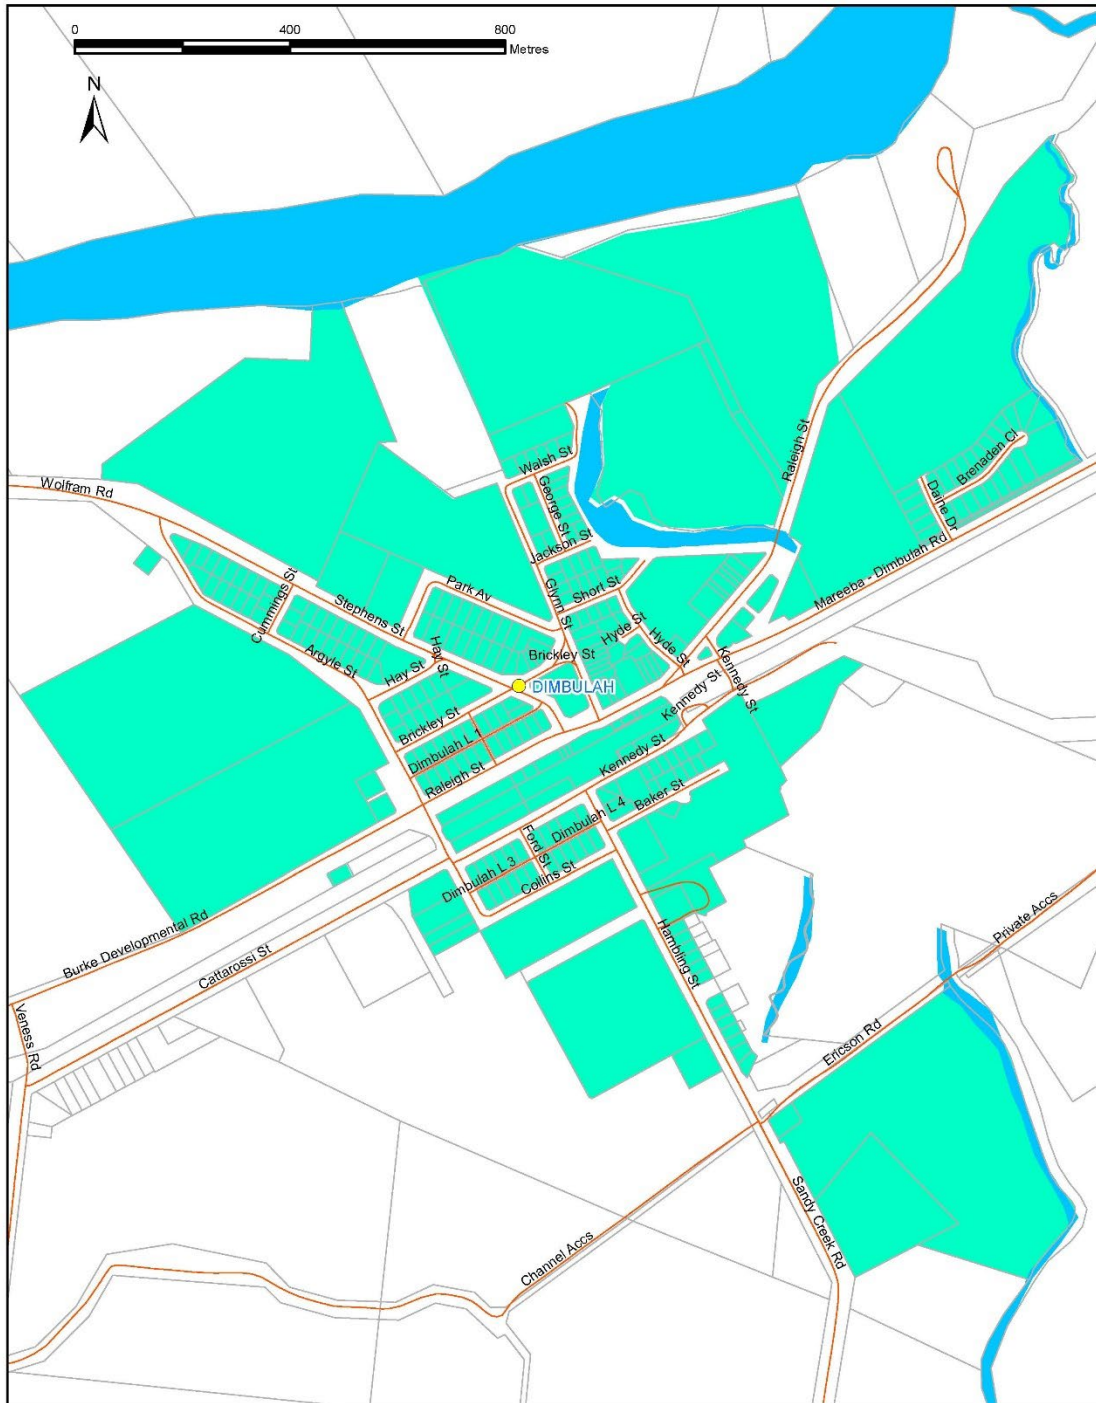 0 400 800
Metres
N
Walsh St
Wolfram Rd
George St
Raleigh St
Brenaden Cl
Daine Dr
Jackson St
Mareeba - Dimbulah Rd
Park Av
Glynn St
Short St
Cummings St
Stephens St
Hyde St
Hyde St
Argyle St
Hay St
Hay St
Brickley St
Kennedy St
DIMBULAH
Kennedy St
Brickley St
Dimbulah L 1
Raleigh St
Kennedy St
Baker St
Dimbulah L 4
Ford St
Dimbulah L 3
Collins St
Burke Developmental Rd
Cattarossi St
Hambling St
Private Accs
Veness Rd
Ericson Rd
Sandy Creek Rd
Channel Accs